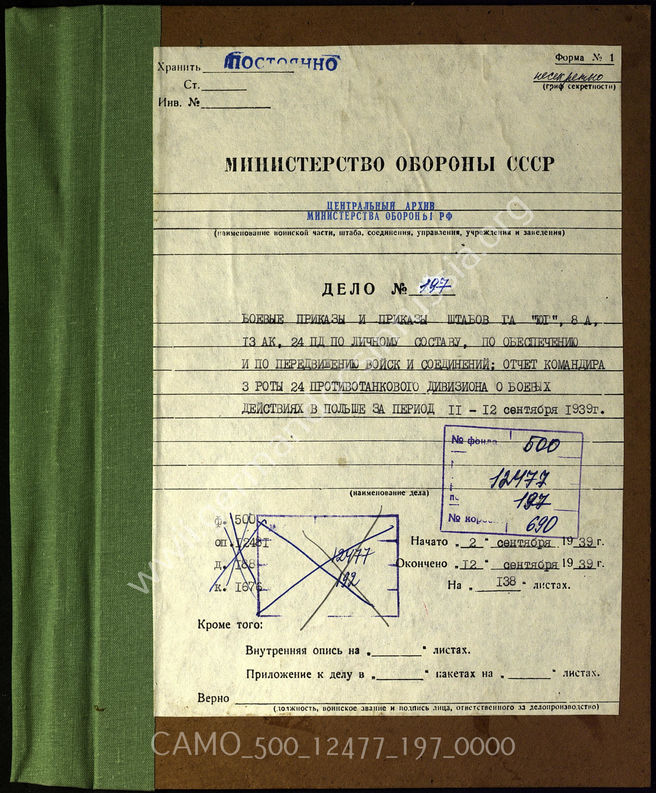 Хранить ПОСТОЯННО
Форма № 1
Ст.
несекретно
(гриф секретности)
Инв. №
МИНИСТЕРСТВО ОБОРОНЫ СССР
ЦЕНТРАЛЬНЫЙ АРХИВ
МИНИСТЕРСТВА ОБОРОНЫ РФ
(наименование воинской части, штаба, соединения, управления, учреждения и заведения)
ДЕЛО № 197
БОЕВЫЕ ПРИКАЗЫ И ПРИКАЗЫ ШТАБОВ ГА "ЮГ", 8 А,
13 АК, 24 ПД ПО ЛИЧНОМУ СОСТАВУ, ПО ОБЕСПЕЧЕНИЮ
И ПО ПЕРЕДВИЖЕНИЮ ВОЙСК И СОЕДИНЕНИЙ; ОТЧЕТ КОМАНДИРА
3 РОТЫ 24 ПРОТИВОТАНКОВОГО ДИВИЗИОНА О БОЕВЫХ
ДЕЙСТВИЯХ В ПОЛЬШЕ ЗА ПЕРИОД 11 - 12 сентября 1939г.
№ фонда 500
12477
197
№ 690
(наименование дела)
ф. 500
оп. 12481
д. 188
к. 1876
12477
192
Начато „ 2 " сентября 1939 г.
Окончено „ 12 " сентября 1939 г.
На „ 138 " листах.
Кроме того:
Внутренняя опись на „ " листах.
Приложение к делу в „ " пакетах на „ " листах.
Верно
(должность, воинское звание и подпись лица, ответственного за делопроизводство)
CAMO_500_12477_197_0000